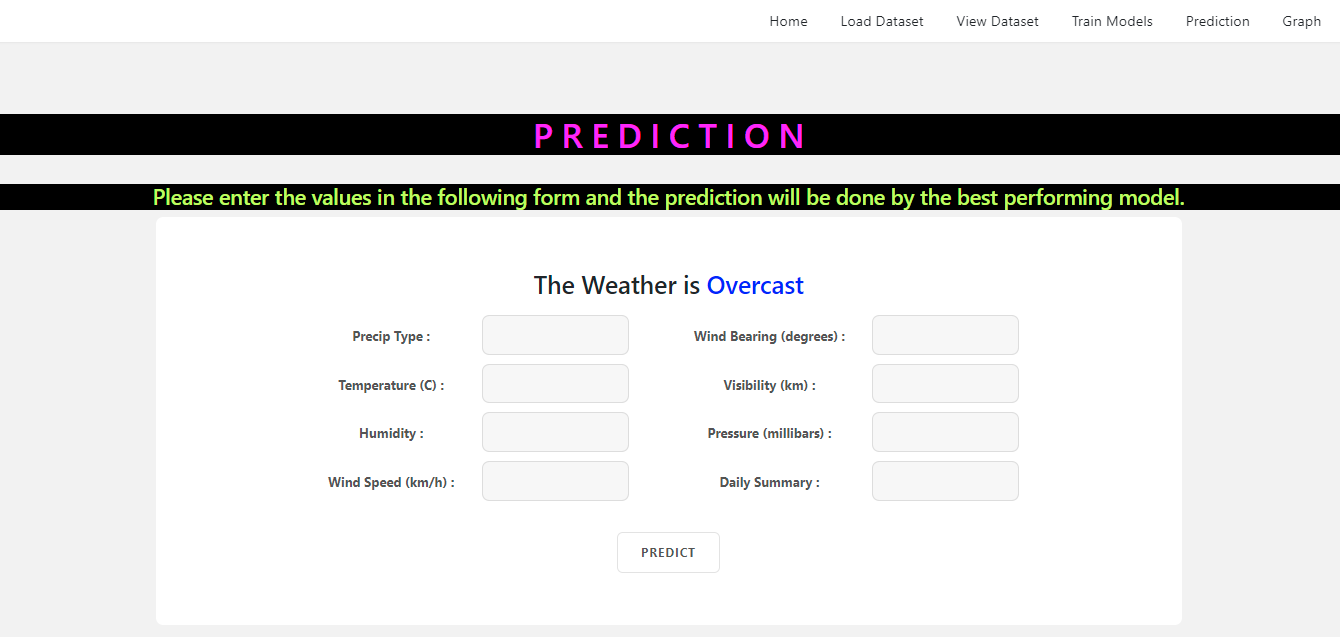 Home Load Dataset View Dataset Train Models Prediction Graph
PREDICTION
Please enter the values in the following form and the prediction will be done by the best performing model.
The Weather is Overcast
Precip Type : Wind Bearing (degrees) :
Temperature (C) : Visibility (km) :
Humidity : Pressure (millibars) :
Wind Speed (km/h) : Daily Summary :
PREDICT